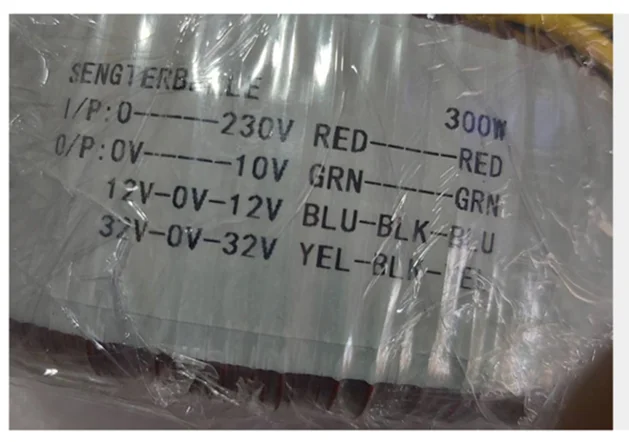 300W
I/P:0-----230V RED------RED
O/P:0V------10V GRN------GRN
12V-0V-12V BLU-BLK-BLU
32V-0V-32V YEL-BLK-YEL